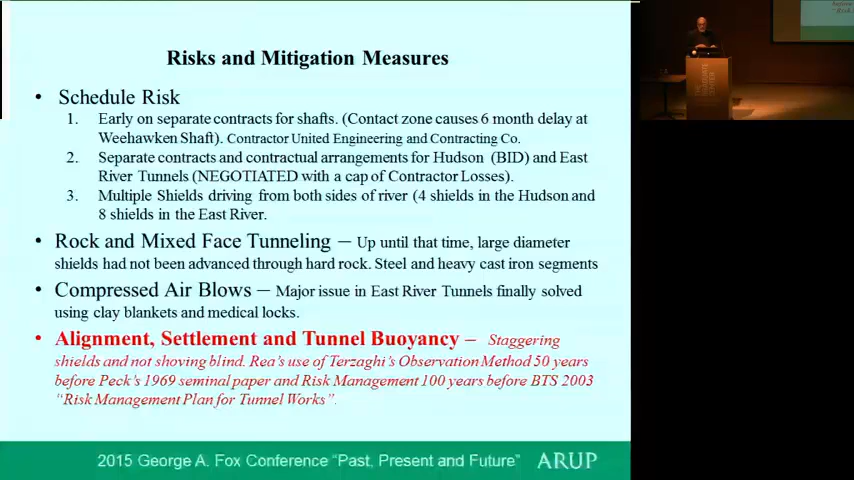 Risks and Mitigation Measures
• Schedule Risk
1. Early on separate contracts for shafts. (Contact zone causes 6 month delay at
Weehawken Shaft). Contractor United Engineering and Contracting Co.
2. Separate contracts and contractual arrangements for Hudson (BID) and East
River Tunnels (NEGOTIATED with a cap of Contractor Losses).
3. Multiple Shields driving from both sides of river (4 shields in the Hudson and
8 shields in the East River.
• Rock and Mixed Face Tunneling – Up until that time, large diameter
shields had not been advanced through hard rock. Steel and heavy cast iron segments
• Compressed Air Blows – Major issue in East River Tunnels finally solved
using clay blankets and medical locks.
• Alignment, Settlement and Tunnel Buoyancy – Staggering
shields and not shoving blind. Rea's use of Terzaghi's Observation Method 50 years
before Peck's 1969 seminal paper and Risk Management 100 years before BTS 2003
"Risk Management Plan for Tunnel Works".
2015 George A. Fox Conference "Past, Present and Future" ARUP
THE GRADUATE CENTER